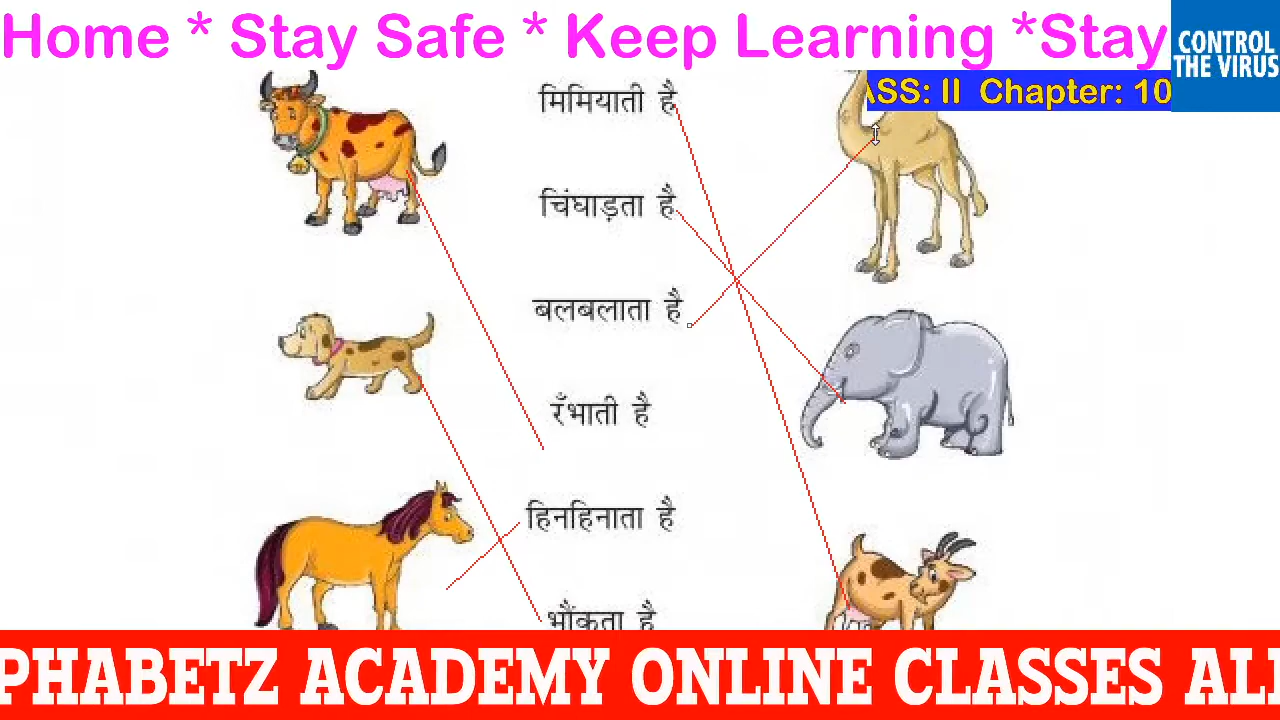 Home * Stay Safe * Keep Learning *Stay
CONTROL
THE VIRUS
ASS: II Chapter: 10
मिमियाती है
चिंघाड़ता है
बलबलाता है
रँभाती है
हिनहिनाता है
भौंकता है
PHABETZ ACADEMY ONLINE CLASSES AL